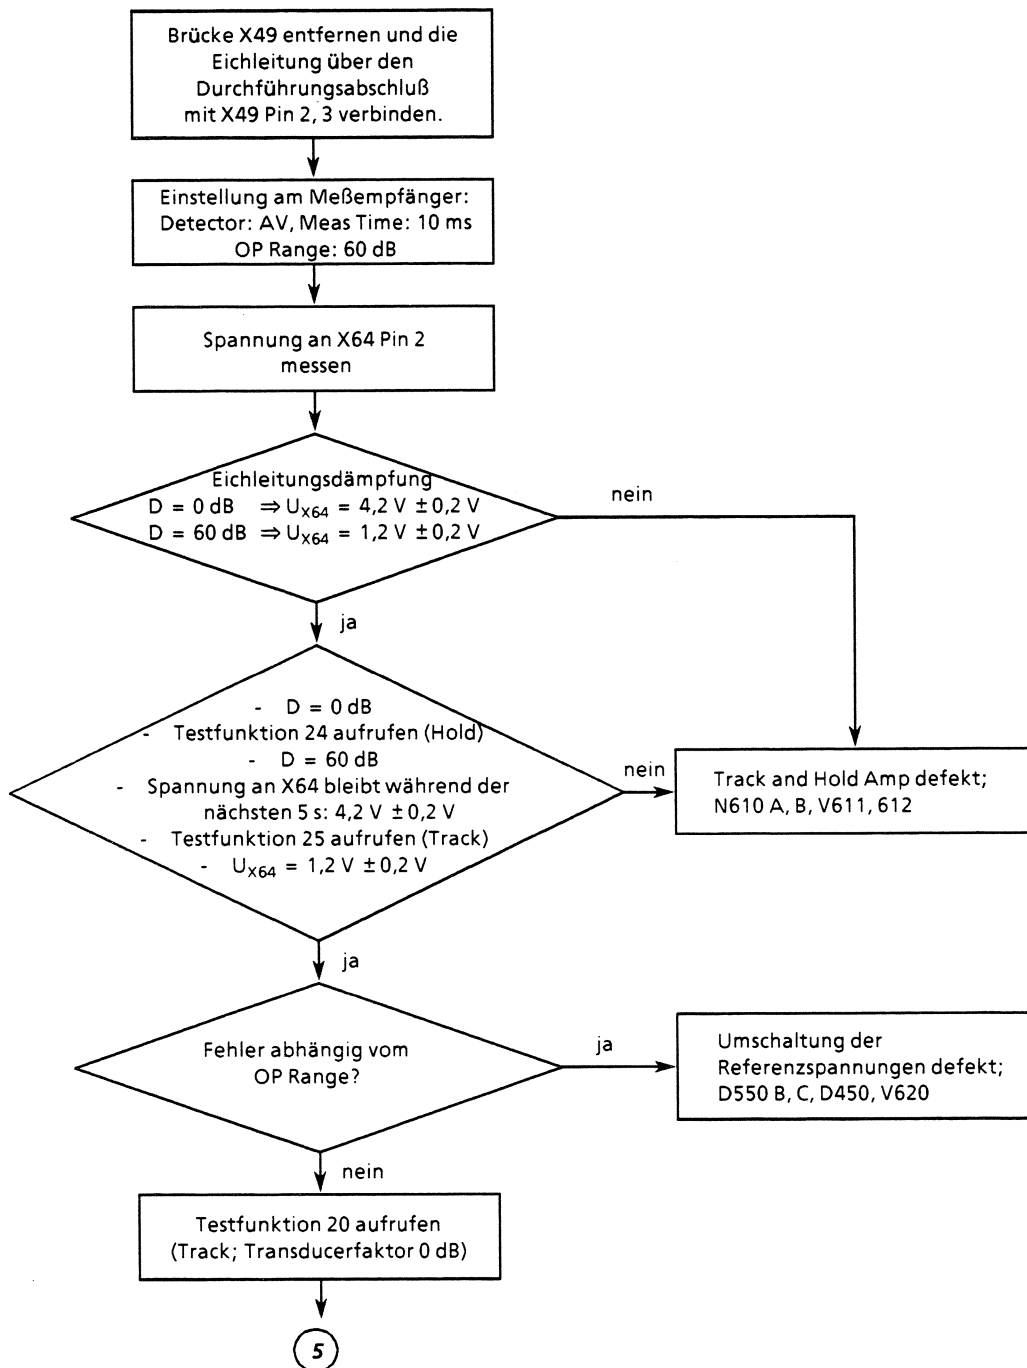 Brücke X49 entfernen und die
Eichleitung über den
Durchführungsabschluß
mit X49 Pin 2, 3 verbinden.
Einstellung am Meßempfänger:
Detector: AV, Meas Time: 10 ms
OP Range: 60 dB
Spannung an X64 Pin 2
messen
Eichleitungsdämpfung
D = 0 dB ⇒ UX64 = 4,2 V ±0,2 V
D = 60 dB ⇒ UX64 = 1,2 V ±0,2 V
nein
ja
- D = 0 dB
- Testfunktion 24 aufrufen (Hold)
- D = 60 dB
- Spannung an X64 bleibt während der
nächsten 5 s: 4,2 V ±0,2 V
- Testfunktion 25 aufrufen (Track)
- UX64 = 1,2 V ±0,2 V
nein
Track and Hold Amp defekt;
N610 A, B, V611, 612
ja
Fehler abhängig vom
OP Range?
ja
Umschaltung der
Referenzspannungen defekt;
D550 B, C, D450, V620
nein
Testfunktion 20 aufrufen
(Track; Transducerfaktor 0 dB)
5